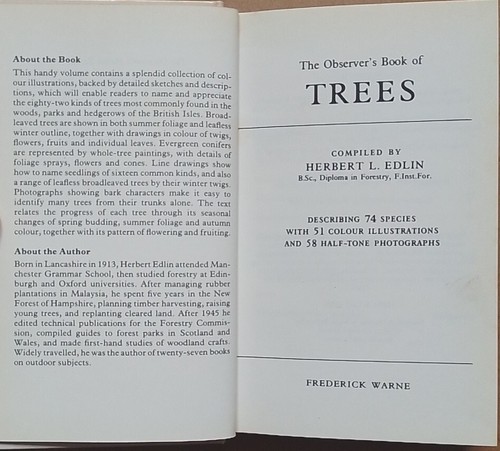 About the Book
This handy volume contains a splendid collection of col-
our illustrations, backed by detailed sketches and descrip-
tions, which will enable readers to name and appreciate
the eighty-two kinds of trees most commonly found in the
woods, parks and hedgerows of the British Isles. Broad-
leaved trees are shown in both summer foliage and leafless
winter outline, together with drawings in colour of twigs,
flowers, fruits and individual leaves. Evergreen conifers
are represented by whole-tree paintings, with details of
foliage sprays, flowers and cones. Line drawings show
how to name seedlings of sixteen common kinds, and also
a range of leafless broadleaved trees by their winter twigs.
Photographs showing bark characters make it easy to
identify many trees from their trunks alone. The text
relates the progress of each tree through its seasonal
changes of spring budding, summer foliage and autumn
colour, together with its pattern of flowering and fruiting.
About the Author
Born in Lancashire in 1913, Herbert Edlin attended Man-
chester Grammar School, then studied forestry at Edin-
burgh and Oxford universities. After managing rubber
plantations in Malaysia, he spent five years in the New
Forest of Hampshire, planning timber harvesting, raising
young trees, and replanting cleared land. After 1945 he
edited technical publications for the Forestry Commis-
sion, compiled guides to forest parks in Scotland and
Wales, and made first-hand studies of woodland crafts.
Widely travelled, he was the author of twenty-seven books
on outdoor subjects.
The Observer's Book of
TREES
COMPILED BY
HERBERT L. EDLIN
B.Sc., Diploma in Forestry, F.Inst.For.
DESCRIBING 74 SPECIES
WITH 51 COLOUR ILLUSTRATIONS
AND 58 HALF-TONE PHOTOGRAPHS
FREDERICK WARNE